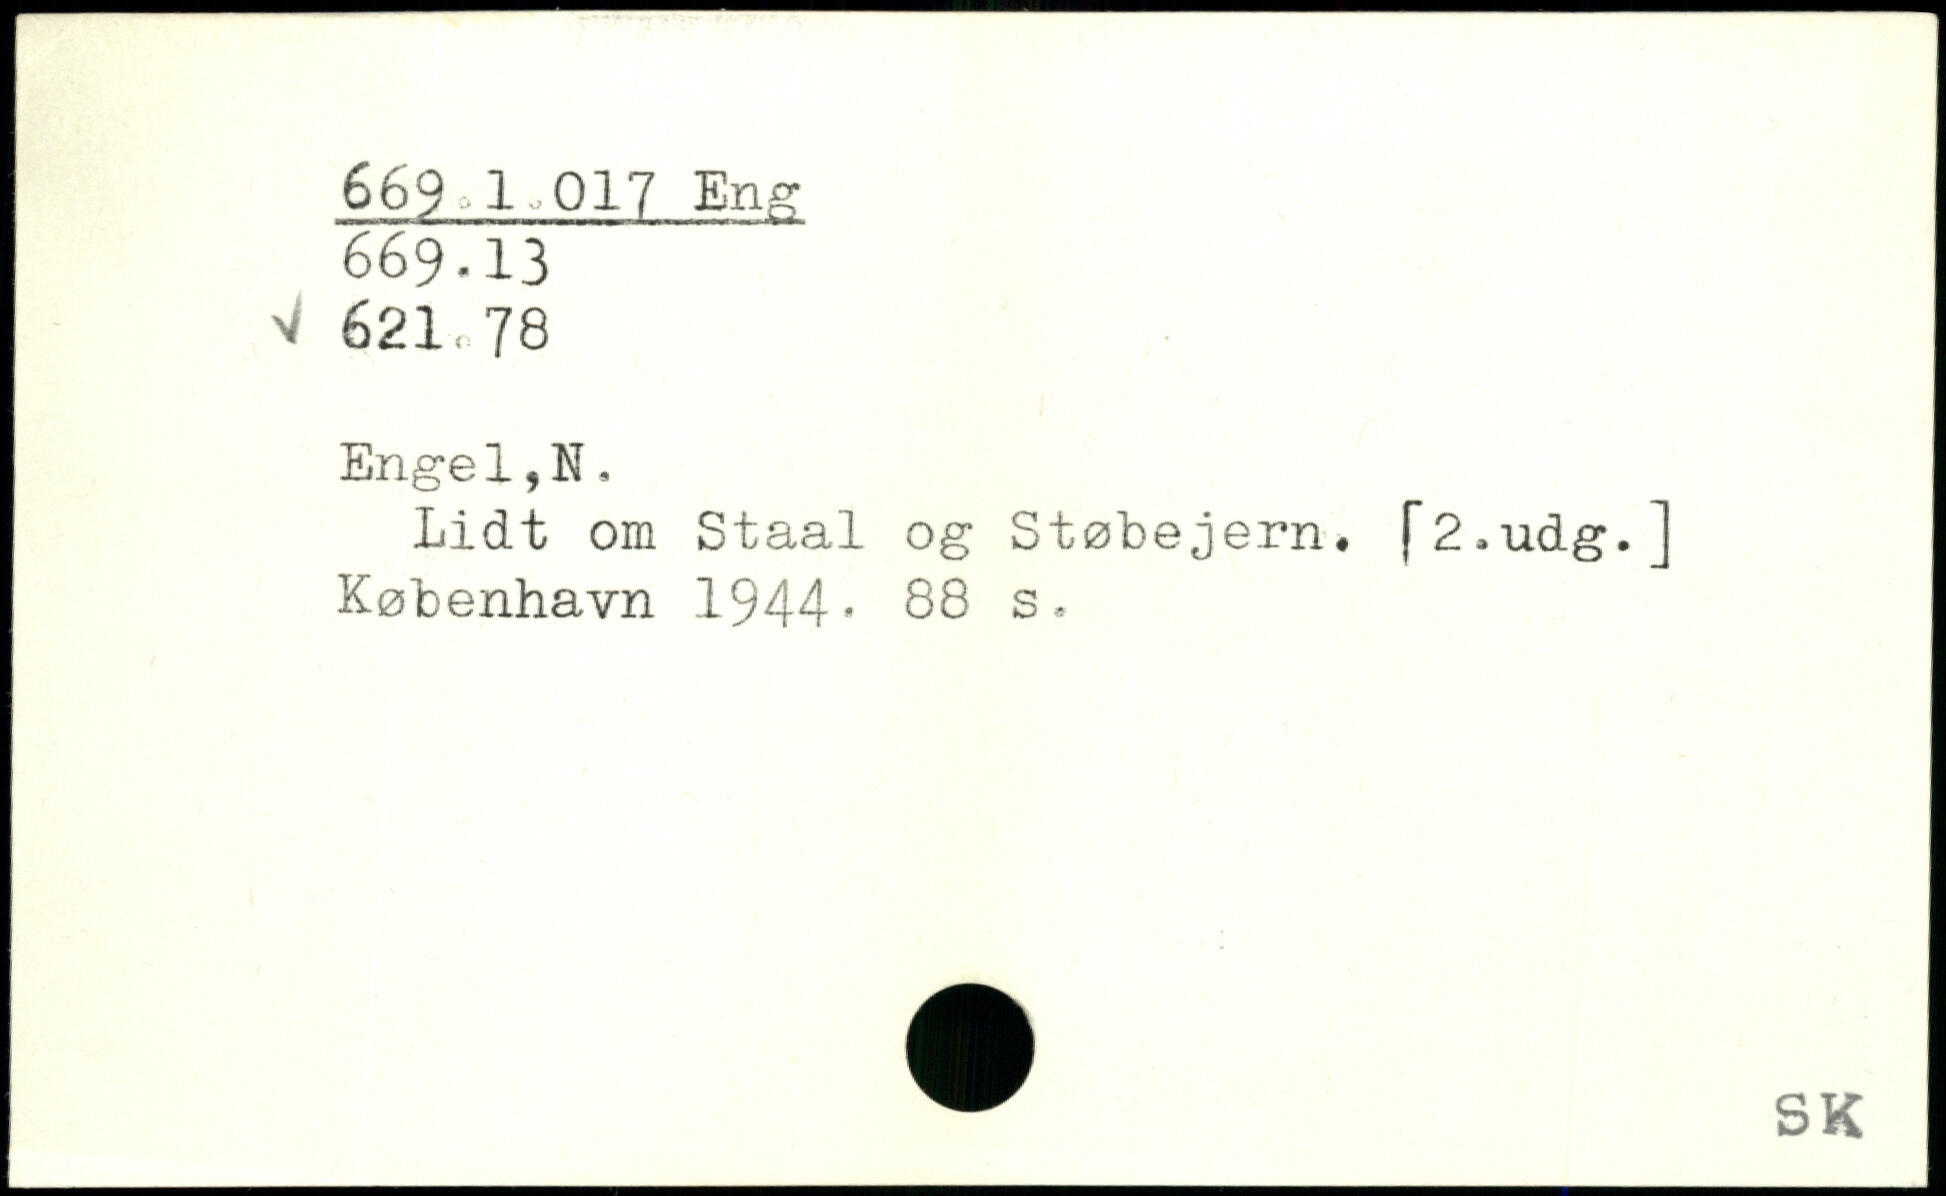 669.1.017 Eng
669.13
✓ 621.78
Engel,N.
Lidt om Staal og Støbejern. [2.udg.]
København 1944. 88 s.
SK